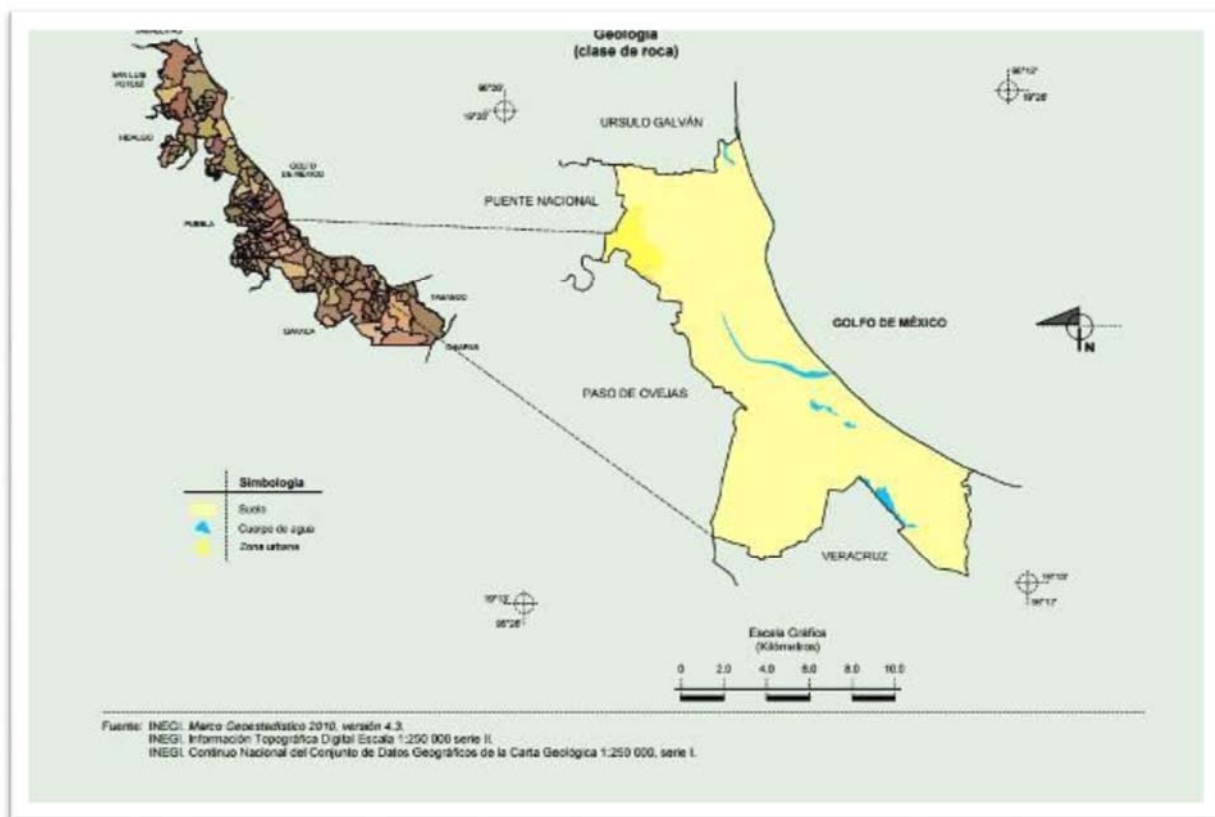 Geología
(clase de roca)
SAN LUIS
POTOSÍ
HIDALGO
GOLFO
DE MÉXICO
PUEBLA
TABASCO
OAXACA
CHIAPAS
URSULO GALVÁN
PUENTE NACIONAL
GOLFO DE MÉXICO
N
PASO DE OVEJAS
VERACRUZ
Simbología
Suelo
Cuerpo de agua
Zona urbana
Escala Gráfica
(Kilómetros)
0 2.0 4.0 6.0 8.0 10.0
Fuente: INEGI. Marco Geoestadístico 2010, versión 4.3.
INEGI. Información Topográfica Digital Escala 1:250 000 serie II.
INEGI. Continuo Nacional del Conjunto de Datos Geográficos de la Carta Geológica 1:250 000, serie I.